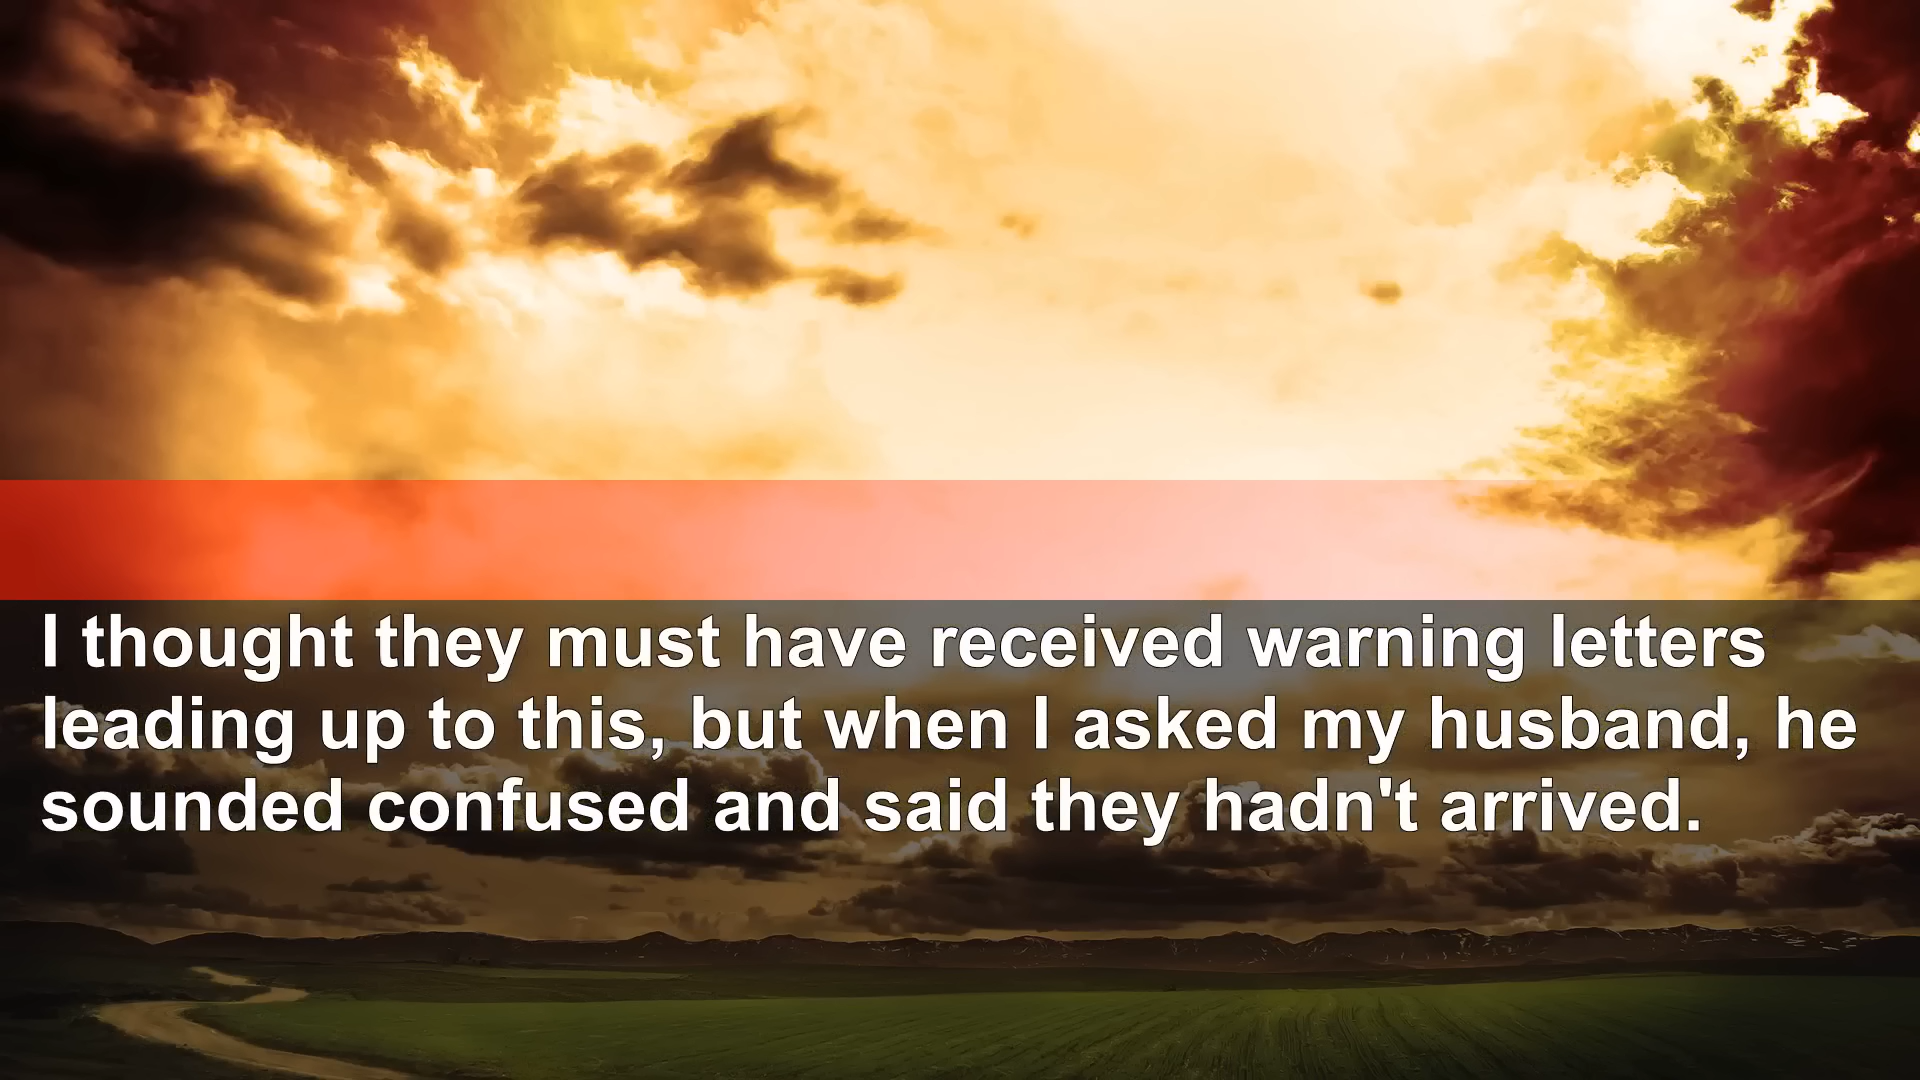 I thought they must have received warning letters
leading up to this, but when I asked my husband, he
sounded confused and said they hadn't arrived.